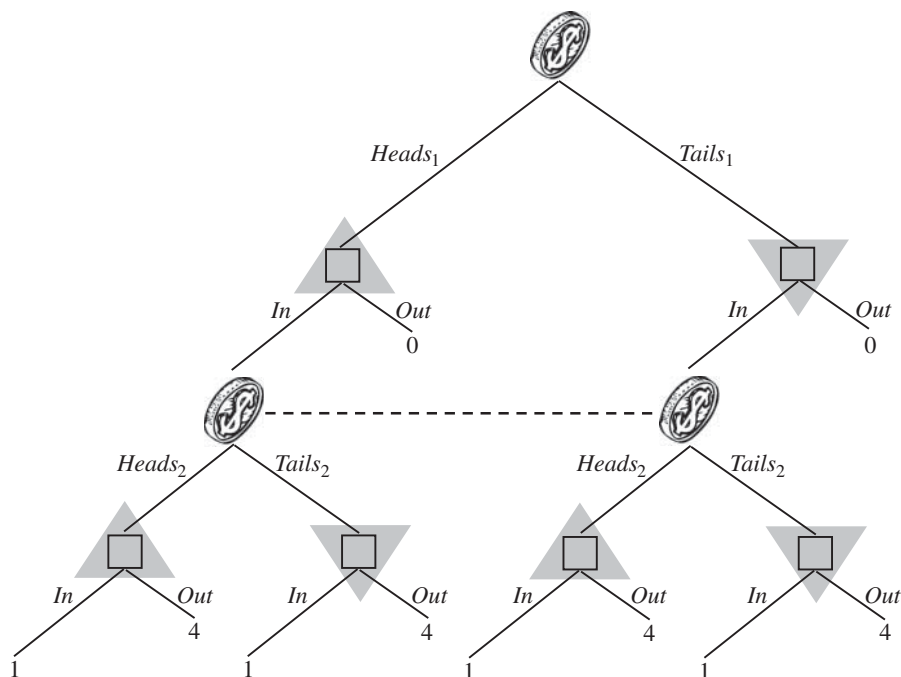 Heads1 Tails1
In Out In Out
0 0
Heads2 Tails2 Heads2 Tails2
In Out In Out In Out In Out
4 4 4 4
1 1 1 1